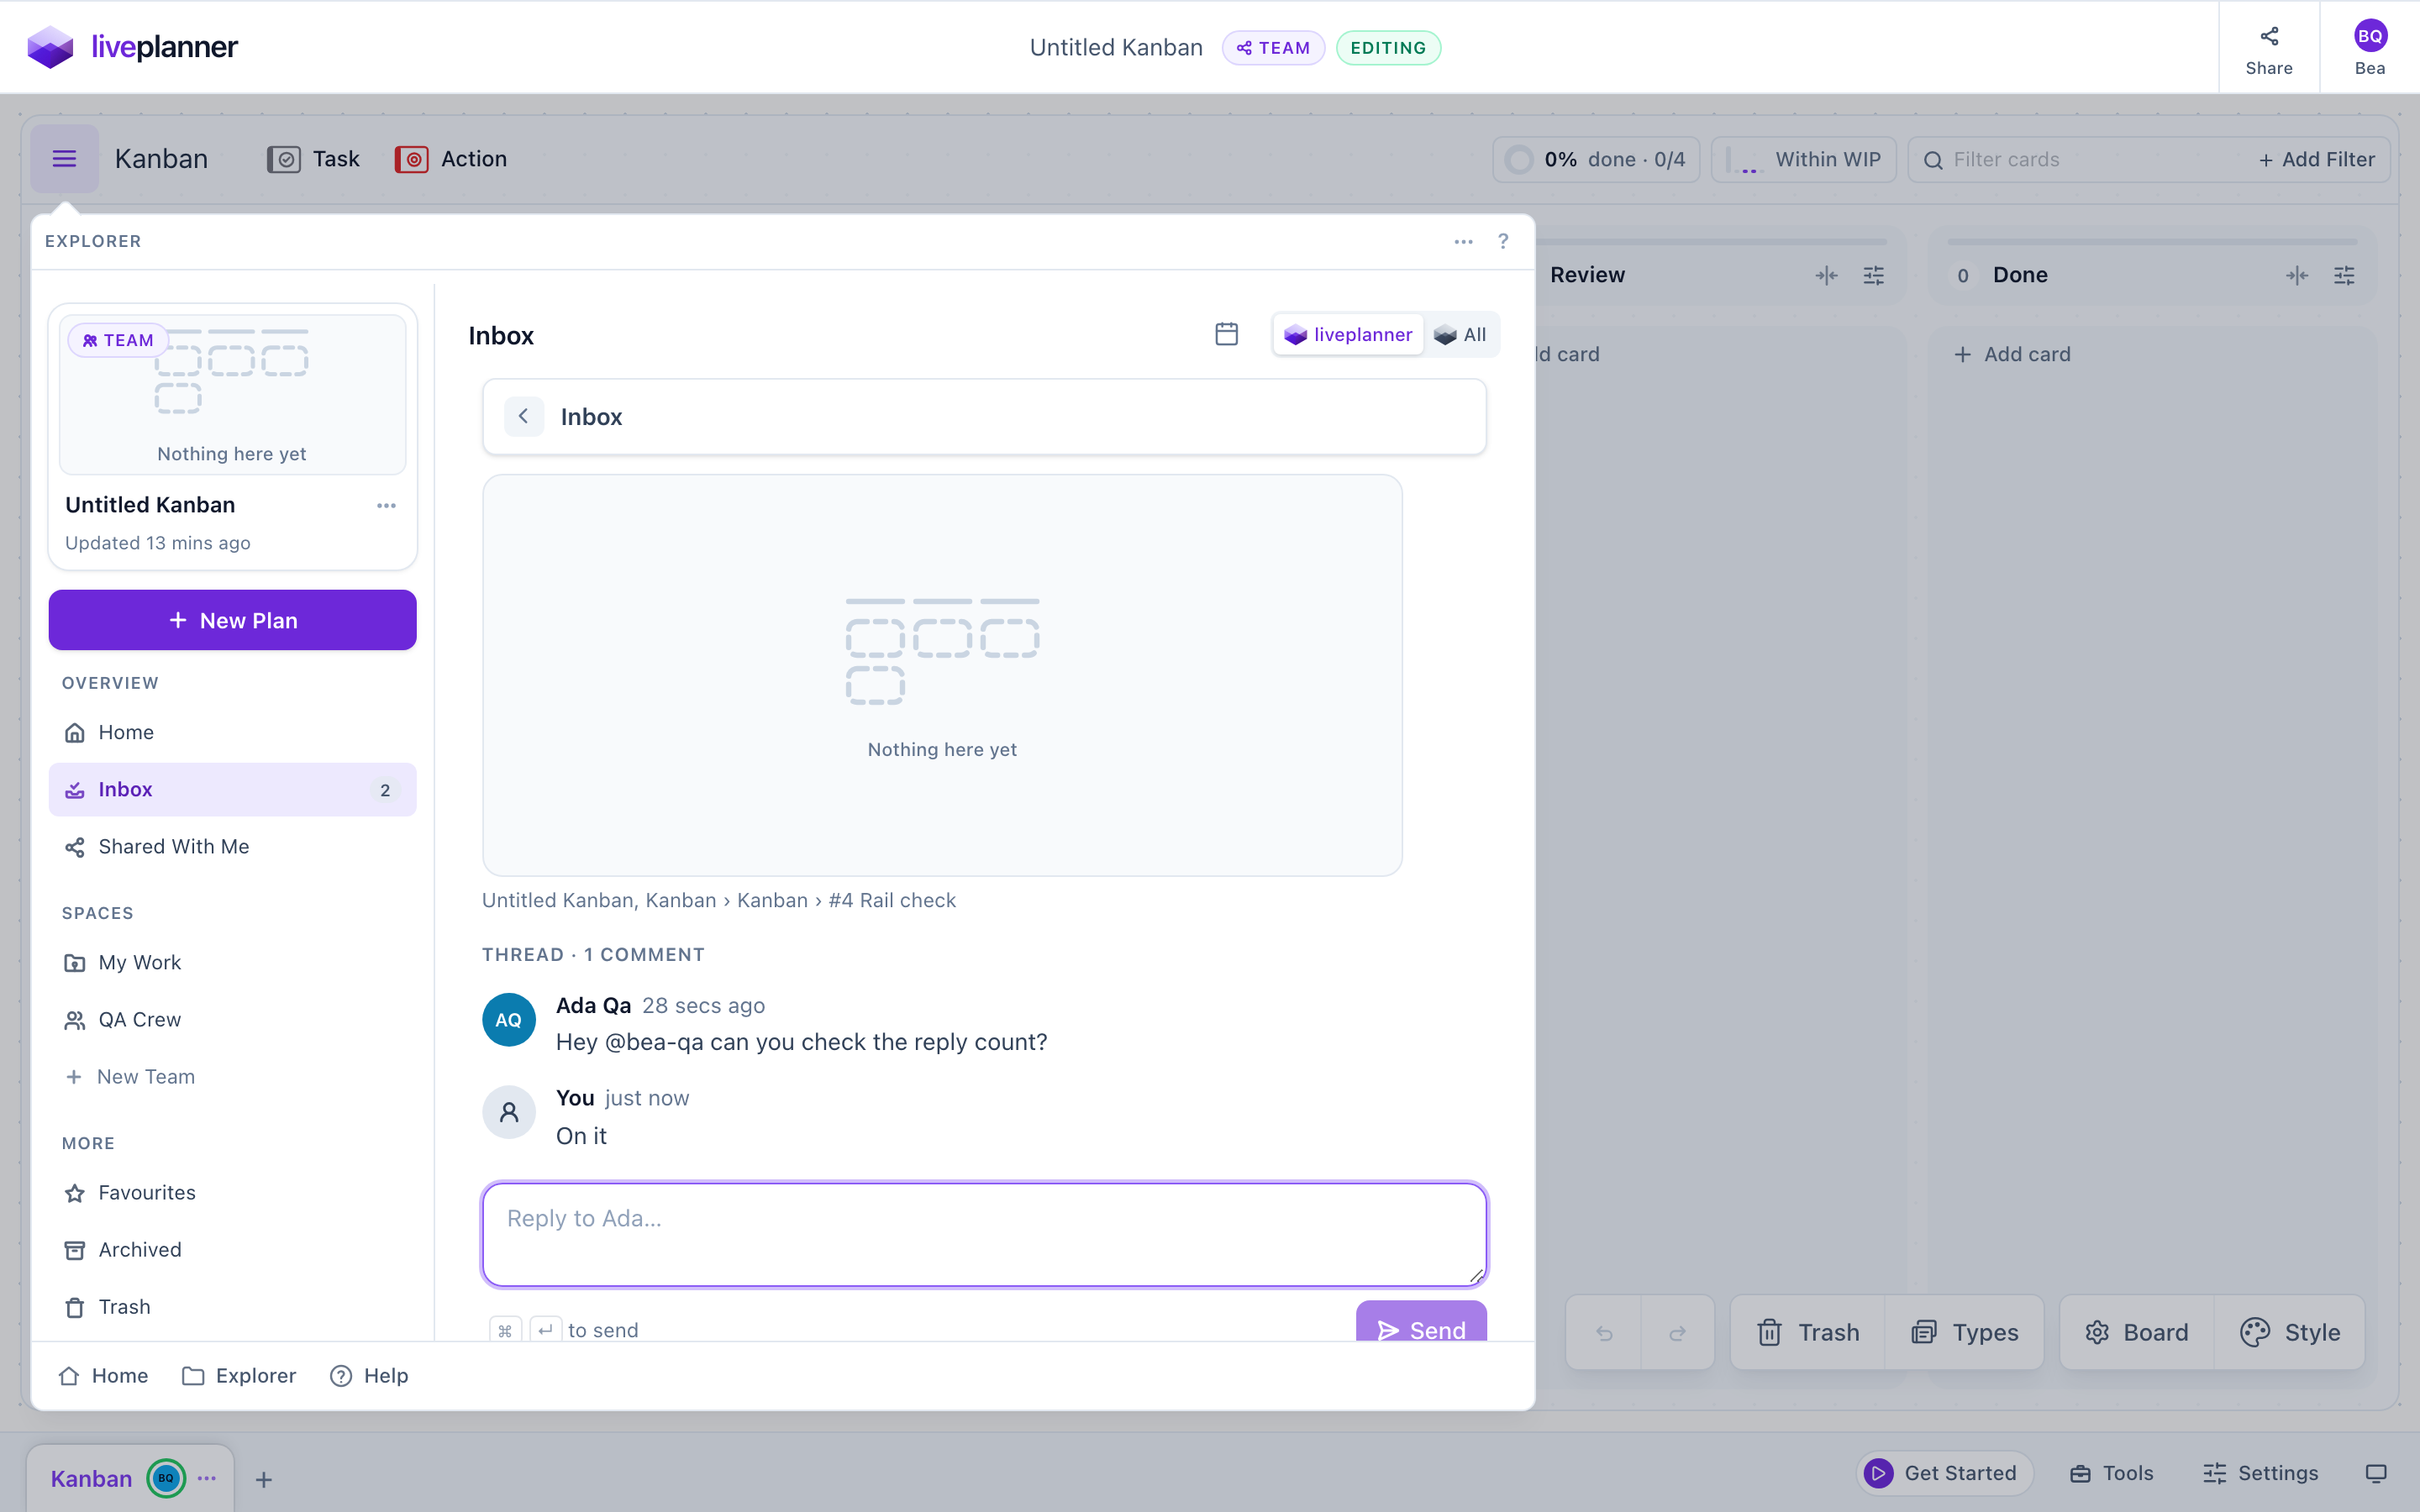 liveplanner
Untitled Kanban
TEAM
EDITING
Share
BQ
Bea
Kanban
Task
Action
0% done · 0/4
Within WIP
Filter cards
+ Add Filter
EXPLORER
?
Review
0 Done
d card
+ Add card
TEAM
Nothing here yet
Untitled Kanban
Updated 13 mins ago
+ New Plan
OVERVIEW
Home
Inbox 2
Shared With Me
SPACES
My Work
QA Crew
+ New Team
MORE
Favourites
Archived
Trash
Inbox
liveplanner
All
Inbox
Nothing here yet
Untitled Kanban, Kanban › Kanban › #4 Rail check
THREAD · 1 COMMENT
AQ
Ada Qa 28 secs ago
Hey @bea-qa can you check the reply count?
You just now
On it
Reply to Ada...
⌘ ↵ to send
Send
Home
Explorer
Help
Trash
Types
Board
Style
Kanban BQ
+
Get Started
Tools
Settings